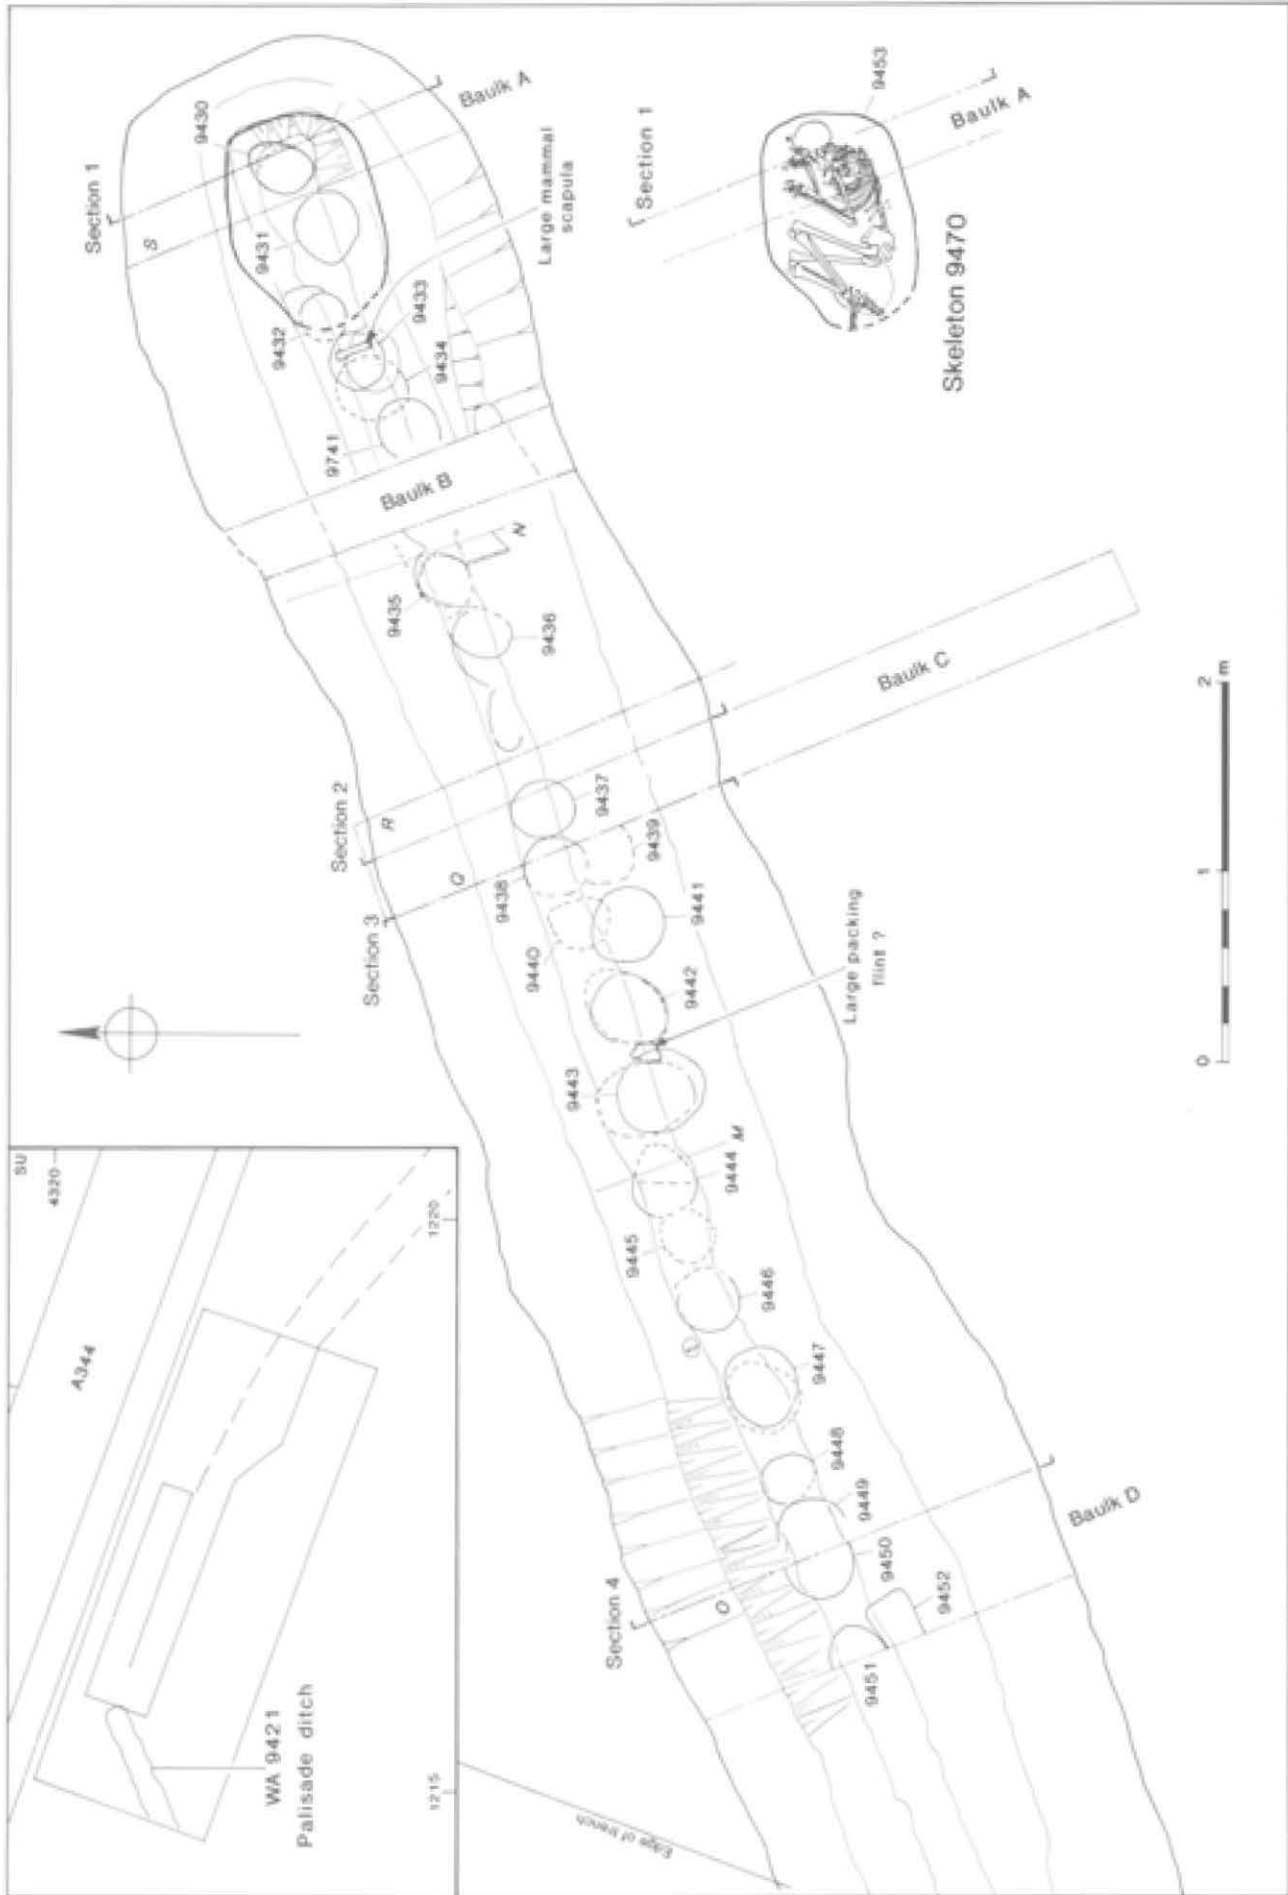 SU
4320
A344
1220
1215
WA 9421
Palisade ditch
Edge of trench
Section 1
S
9430
9431
9432
9433
9434
9741
Baulk A
Large mammal
scapula
Baulk B
N
9435
9436
Section 2
R
Section 3
Q
9437
9438
9439
9440
9441
9442
9443
Large packing
flint ?
Baulk C
M
9444
9445
9446
L
9447
9448
9449
9450
9451
9452
Section 4
O
Baulk D
Section 1
9453
Baulk A
Skeleton 9470
0
1
2
m